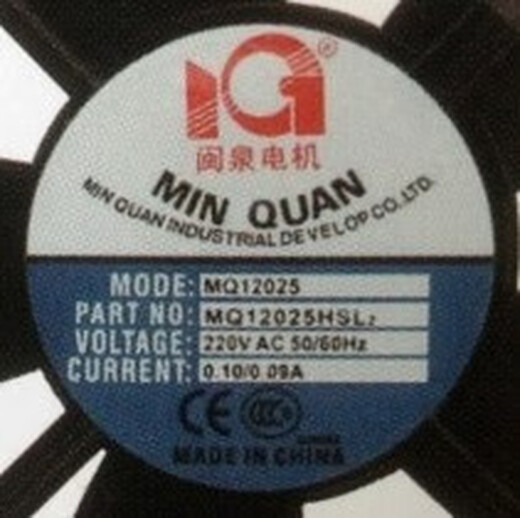 ®
闽泉电机
MIN QUAN
MIN QUAN INDUSTRIAL DEVELOP CO.,LTD.
MODE: MQ12025
PART NO: MQ12025HSL2
VOLTAGE: 220V AC 50/60Hz
CURRENT: 0.10/0.09A
CE CCC
MADE IN CHINA